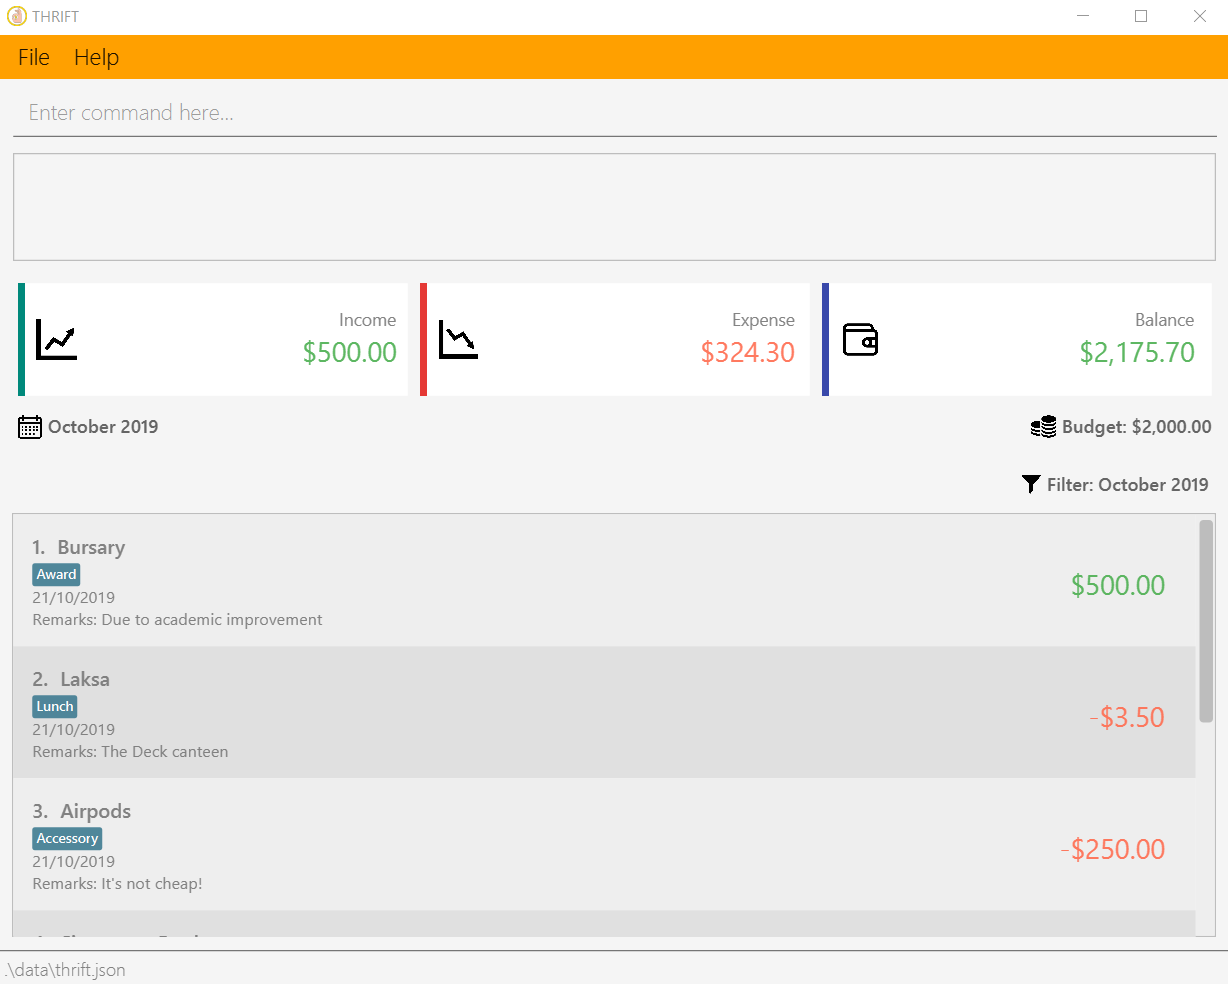 THRIFT
File Help
Enter command here...
Income
$500.00
Expense
$324.30
Balance
$2,175.70
October 2019
Budget: $2,000.00
Filter: October 2019
1. Bursary
Award
21/10/2019
Remarks: Due to academic improvement
$500.00
2. Laksa
Lunch
21/10/2019
Remarks: The Deck canteen
-$3.50
3. Airpods
Accessory
21/10/2019
Remarks: It's not cheap!
-$250.00
.\data\thrift.json